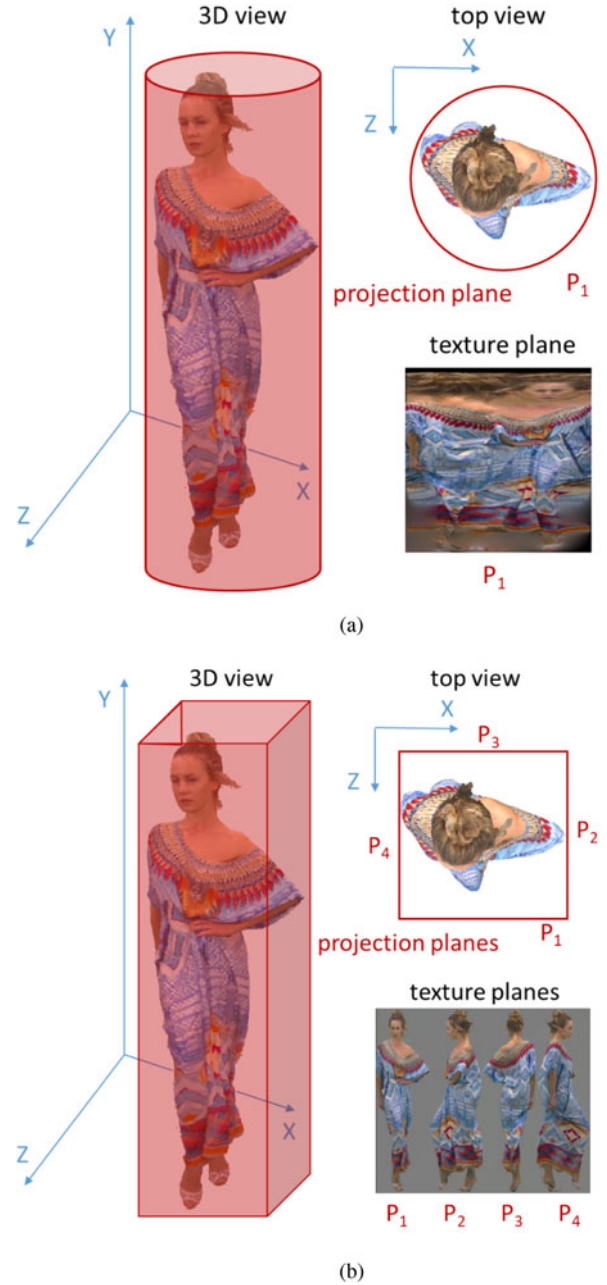 3D view
top view
Y
X
Z
P₁
projection plane
texture plane
X
Z
P₁
(a)
3D view
top view
Y
X
P₃
Z
P₄
P₂
P₁
projection planes
texture planes
X
Z
P₁ P₂ P₃ P₄
(b)